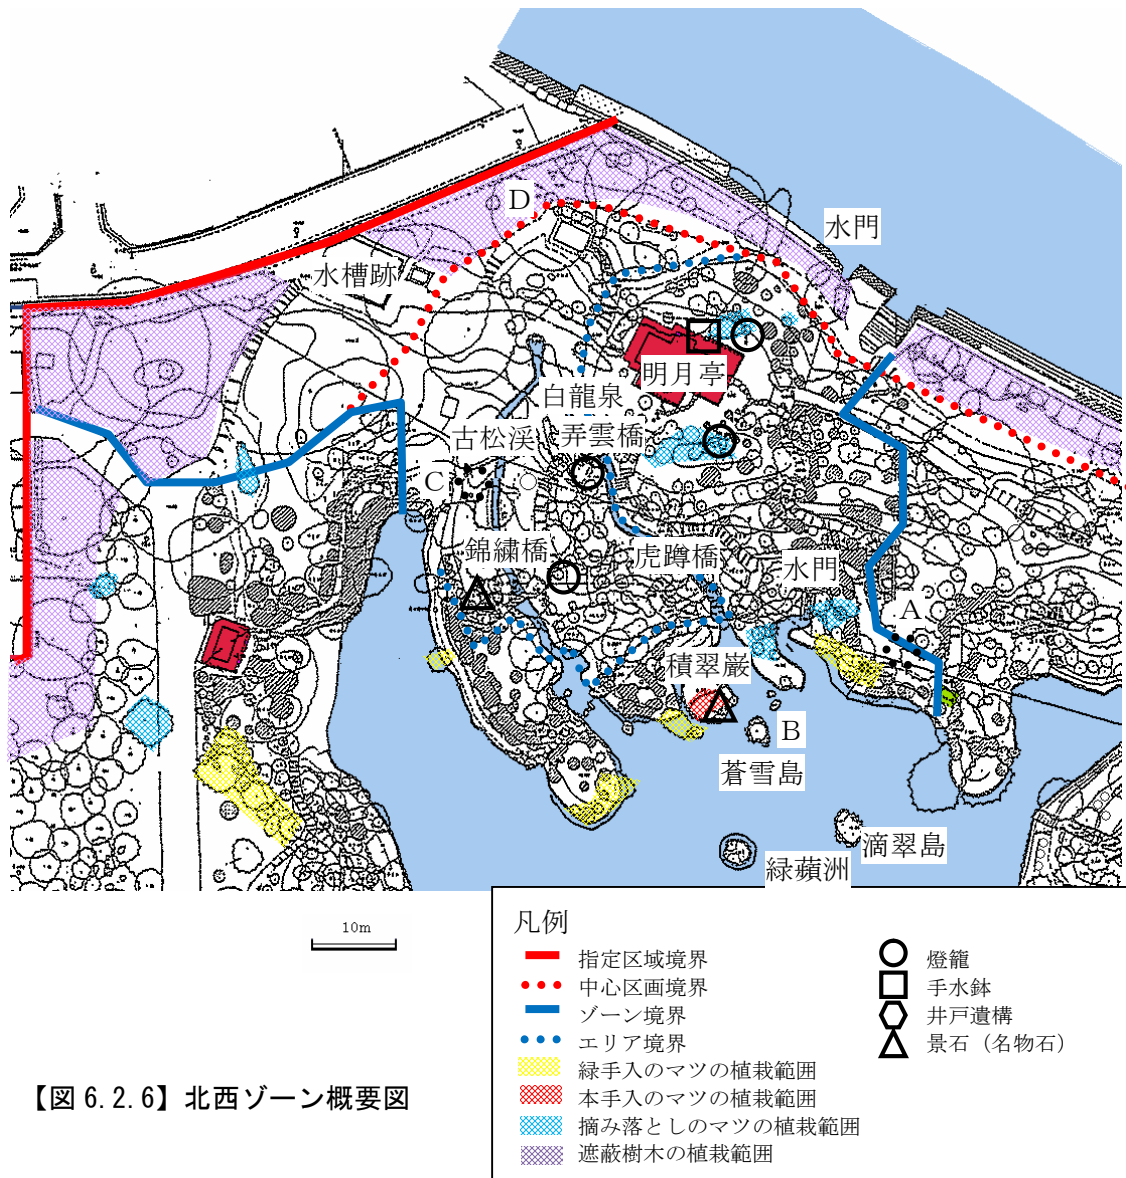 D
水門
水槽跡
明月亭
白龍泉
古松渓
弄雲橋
C
錦繍橋
虎蹲橋
水門
A
積翠巌
B
蒼雪島
滴翠島
緑蘋洲
10m
凡例
指定区域境界
中心区画境界
ゾーン境界
エリア境界
緑手入のマツの植栽範囲
本手入のマツの植栽範囲
摘み落としのマツの植栽範囲
遮蔽樹木の植栽範囲
燈籠
手水鉢
井戸遺構
景石（名物石）
【図 6.2.6】北西ゾーン概要図